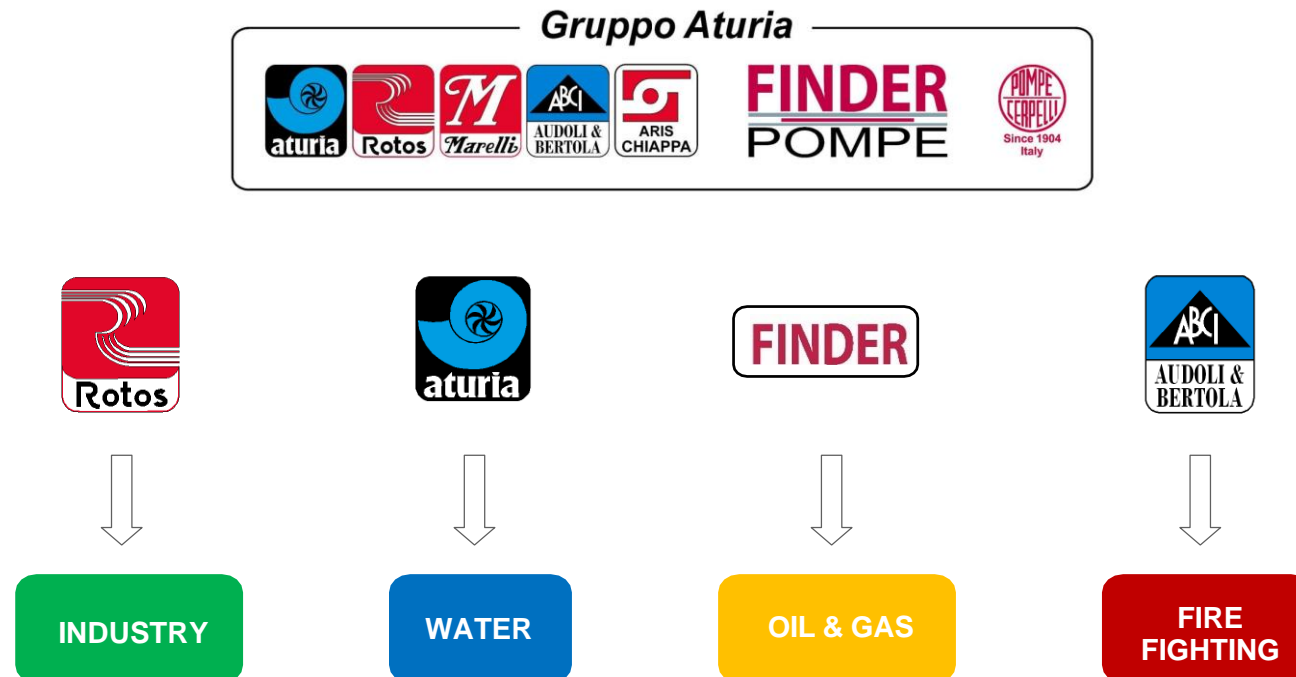 Gruppo Aturia
aturia
Rotos
M
Marelli
ABCI
AUDOLI &
BERTOLA
ARIS
CHIAPPA
FINDER
POMPE
POMPE
CERPELLI
Since 1904
Italy
Rotos
aturia
FINDER
ABCI
AUDOLI &
BERTOLA
INDUSTRY
WATER
OIL & GAS
FIRE
FIGHTING